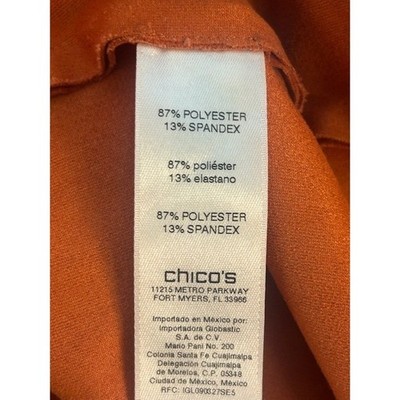 87% POLYESTER
13% SPANDEX
87% poliéster
13% elastano
87% POLYESTER
13% SPANDEX
chico's
11215 METRO PARKWAY
FORT MYERS, FL 33966
Importado en México por:
Importadora Globastic
S.A. de C.V.
Mario Pani No. 200
Colonia Santa Fe Cuajimalpa
Delegación Cuajimalpa
de Morelos, C.P. 05348
Ciudad de México, México
RFC: IGL090327SE5